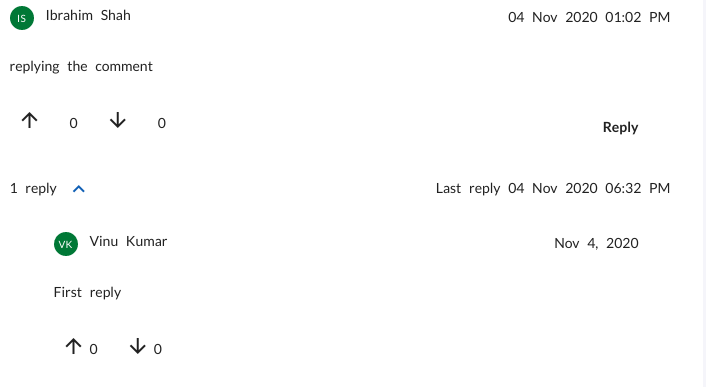 IS Ibrahim Shah 04 Nov 2020 01:02 PM
replying the comment
0 0
Reply
1 reply Last reply 04 Nov 2020 06:32 PM
VK Vinu Kumar Nov 4, 2020
First reply
0 0